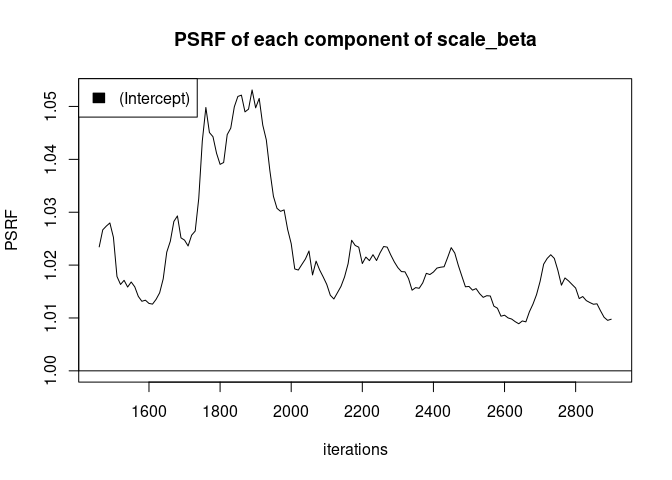 PSRF of each component of scale_beta
(Intercept)
PSRF
1.05
1.04
1.03
1.02
1.01
1.00
1600 1800 2000 2200 2400 2600 2800
iterations